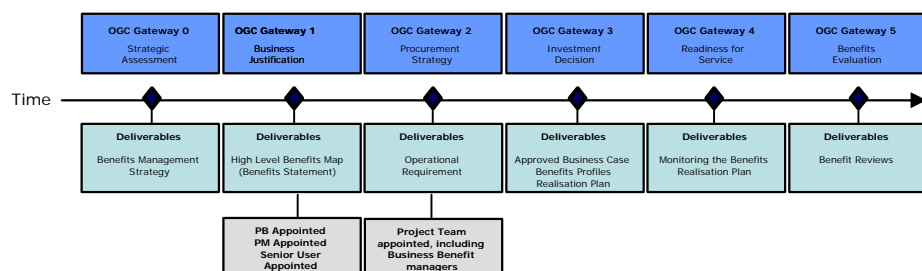 OGC Gateway 0
Strategic
Assessment
OGC Gateway 1
Business
Justification
OGC Gateway 2
Procurement
Strategy
OGC Gateway 3
Investment
Decision
OGC Gateway 4
Readiness for
Service
OGC Gateway 5
Benefits
Evaluation
Time
Deliverables
Benefits Management
Strategy
Deliverables
High Level Benefits Map
(Benefits Statement)
Deliverables
Operational
Requirement
Deliverables
Approved Business Case
Benefits Profiles
Realisation Plan
Deliverables
Monitoring the Benefits
Realisation Plan
Deliverables
Benefit Reviews
PB Appointed
PM Appointed
Senior User
Appointed
Project Team
appointed, including
Business Benefit
managers